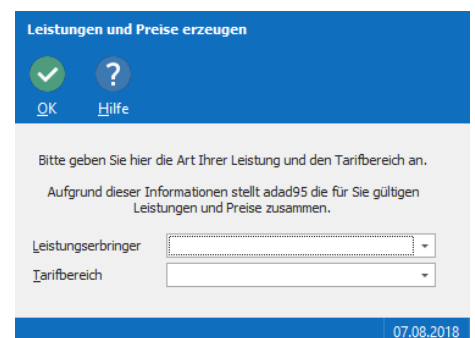 Leistungen und Preise erzeugen
OK Hilfe
Bitte geben Sie hier die Art Ihrer Leistung und den Tarifbereich an.
Aufgrund dieser Informationen stellt adad95 die für Sie gültigen
Leistungen und Preise zusammen.
Leistungserbringer
Tarifbereich
07.08.2018